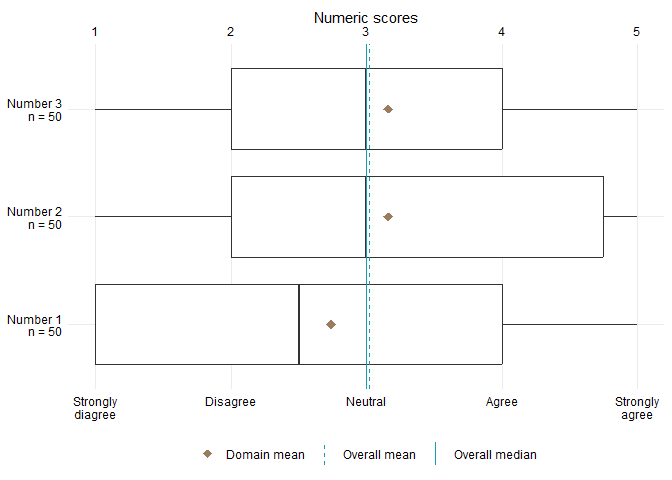 Numeric scores
1 2 3 4 5
Number 3
n = 50
Number 2
n = 50
Number 1
n = 50
Strongly Disagree Neutral Agree Strongly
diagree agree
Domain mean Overall mean Overall median